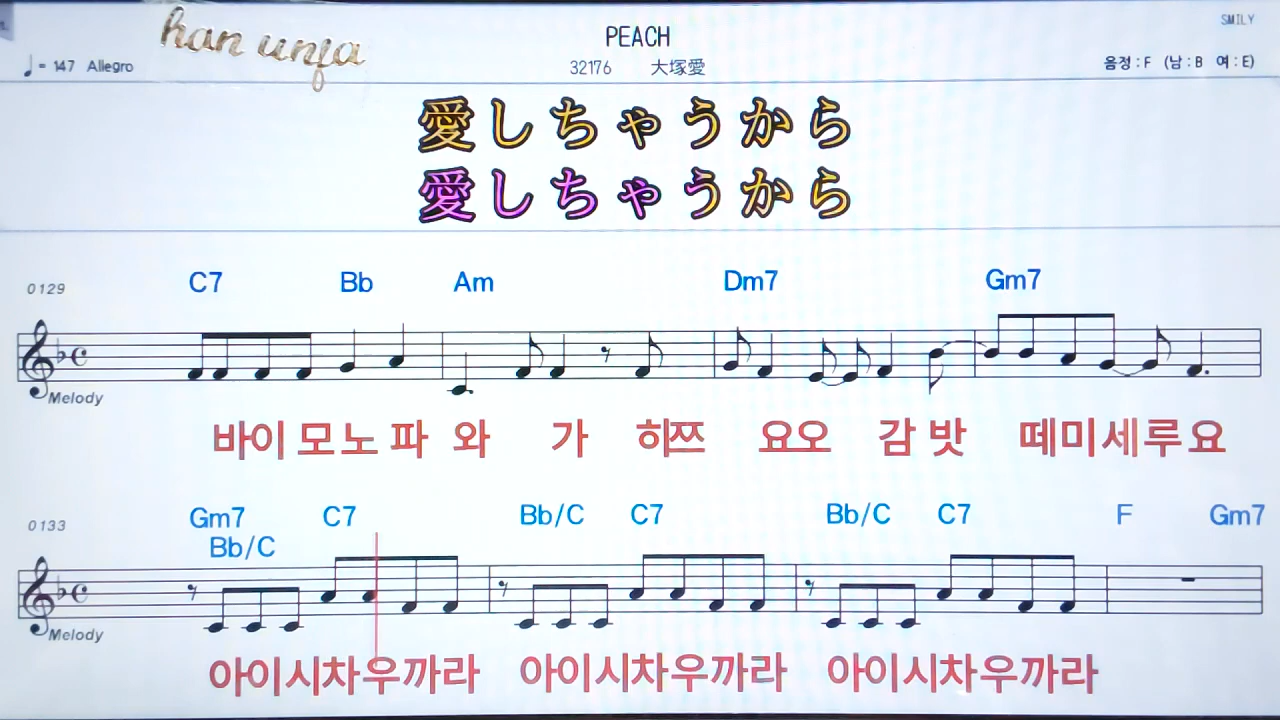 han unfa
SMILY
PEACH
♩= 147 Allegro
32176 大塚愛
음정:F (남:B 여:E)
愛しちゃうから
愛しちゃうから
0129 C7 Bb Am Dm7 Gm7
Melody
바이 모노 파 와 가 히쯔 요오 감 밧 떼미세루요
0133 Gm7 C7 Bb/C C7 Bb/C C7 F Gm7
Bb/C
Melody
아이시차우까라 아이시차우까라 아이시차우까라